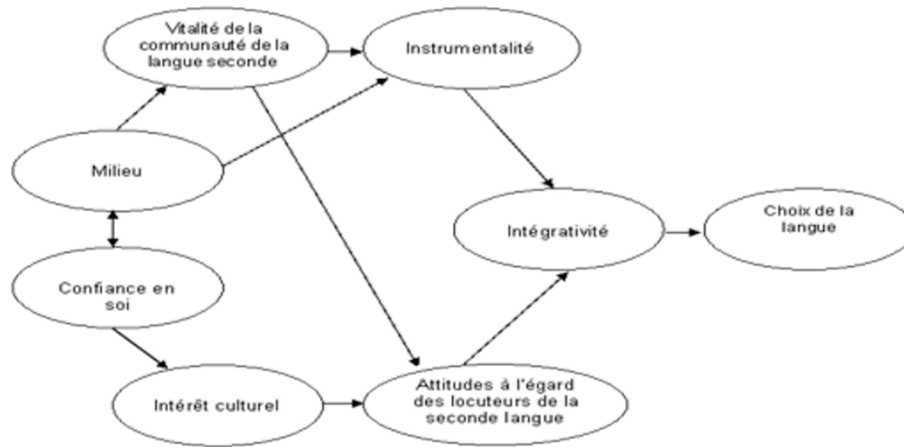 Vitalité de la
communauté de la
langue seconde
Instrumentalité
Milieu
Intégrativité
Choix de la
langue
Confiance en
soi
Intérêt culturel
Attitudes à l'égard
des locuteurs de la
seconde langue